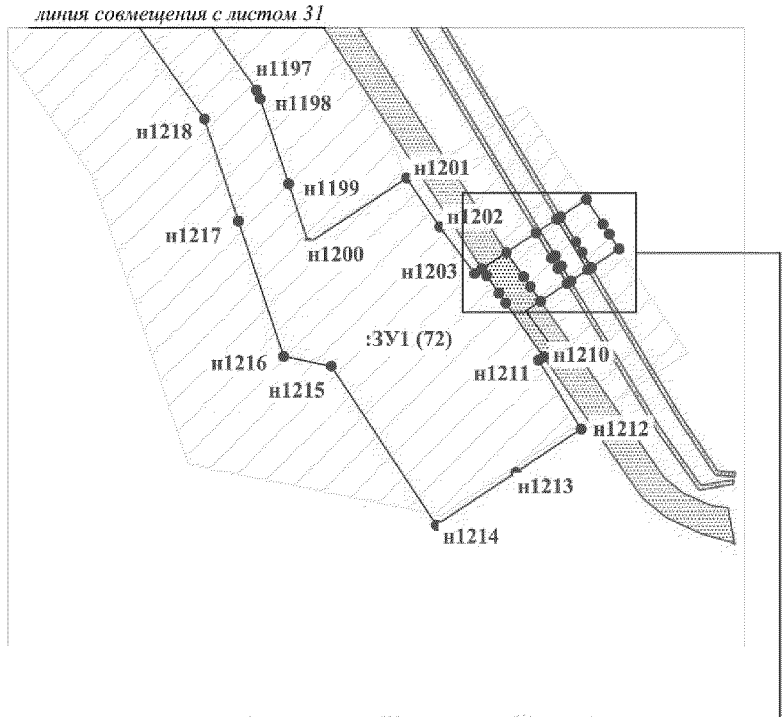 линия совмещения с листом 31
н1197
н1198
н1218
н1201
н1199
н1202
н1217
н1200
н1203
:ЗУ1 (72)
н1216
н1210
н1211
н1215
н1212
н1213
н1214